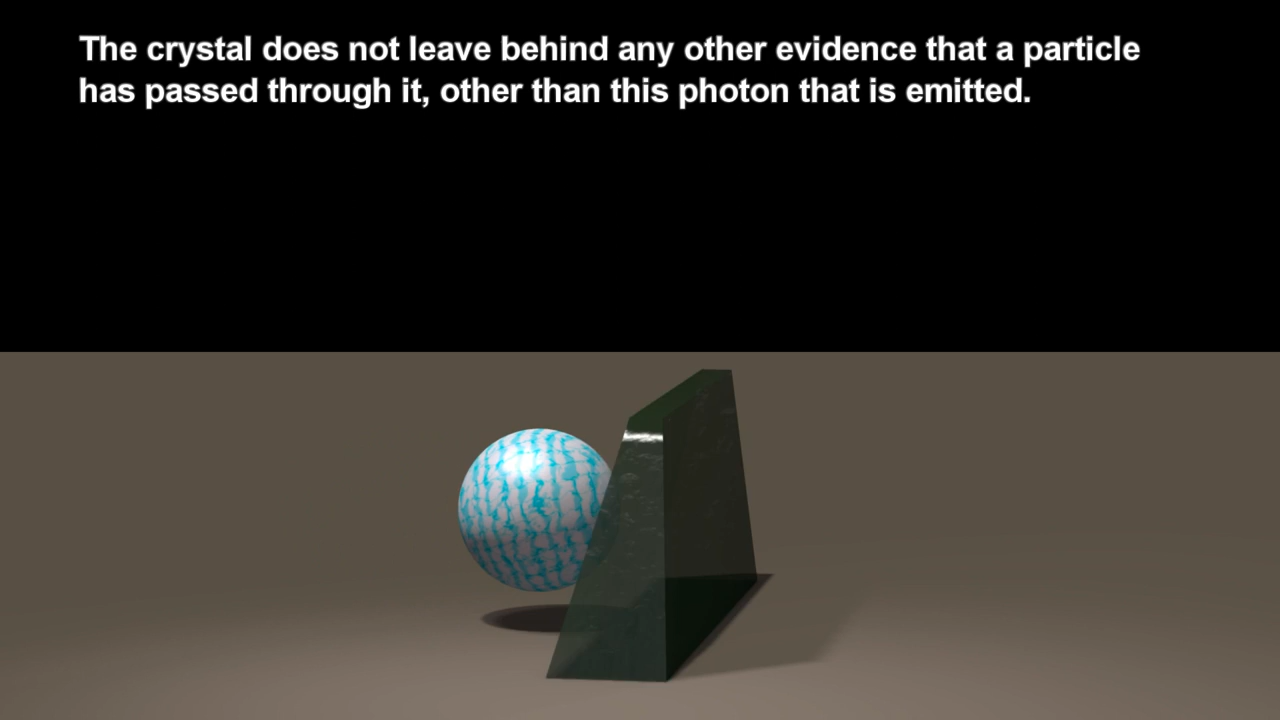 The crystal does not leave behind any other evidence that a particle
has passed through it, other than this photon that is emitted.